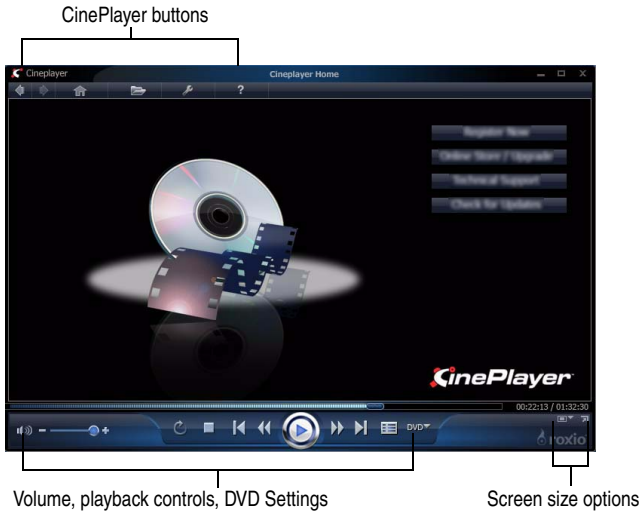 CinePlayer buttons
Cineplayer
Cineplayer Home
?
Register Now
Online Store / Upgrade
Technical Support
Check for Updates
CinePlayer
00:22:13 / 01:32:30
DVD
roxio
Volume, playback controls, DVD Settings
Screen size options